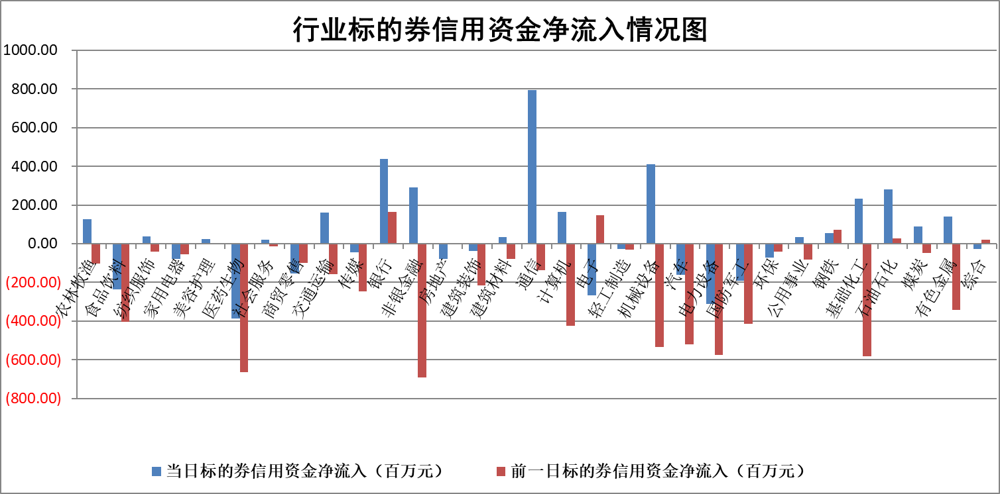 行业标的券信用资金净流入情况图
1000.00
800.00
600.00
400.00
200.00
0.00
(200.00)
(400.00)
(600.00)
(800.00)
农林牧渔
食品饮料
纺织服饰
家用电器
美容护理
医药生物
社会服务
商贸零售
交通运输
传媒
银行
非银金融
房地产
建筑装饰
建筑材料
通信
计算机
电子
轻工制造
机械设备
汽车
电力设备
国防军工
环保
公用事业
钢铁
基础化工
石油石化
煤炭
有色金属
综合
当日标的券信用资金净流入（百万元）
前一日标的券信用资金净流入（百万元）